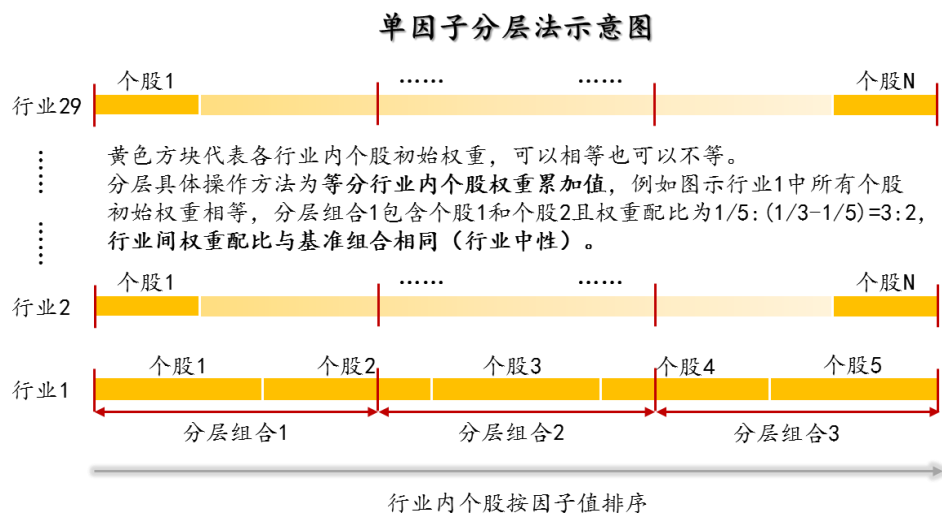 单因子分层法示意图
个股1 …… …… 个股N
行业29
……
黄色方块代表各行业内个股初始权重，可以相等也可以不等。
分层具体操作方法为等分行业内个股权重累加值，例如图示行业1中所有个股
初始权重相等，分层组合1包含个股1和个股2且权重配比为1/5:(1/3-1/5)=3:2，
行业间权重配比与基准组合相同（行业中性）。
……
个股1 …… …… 个股N
行业2
个股1 个股2 个股3 个股4 个股5
行业1
分层组合1 分层组合2 分层组合3
行业内个股按因子值排序